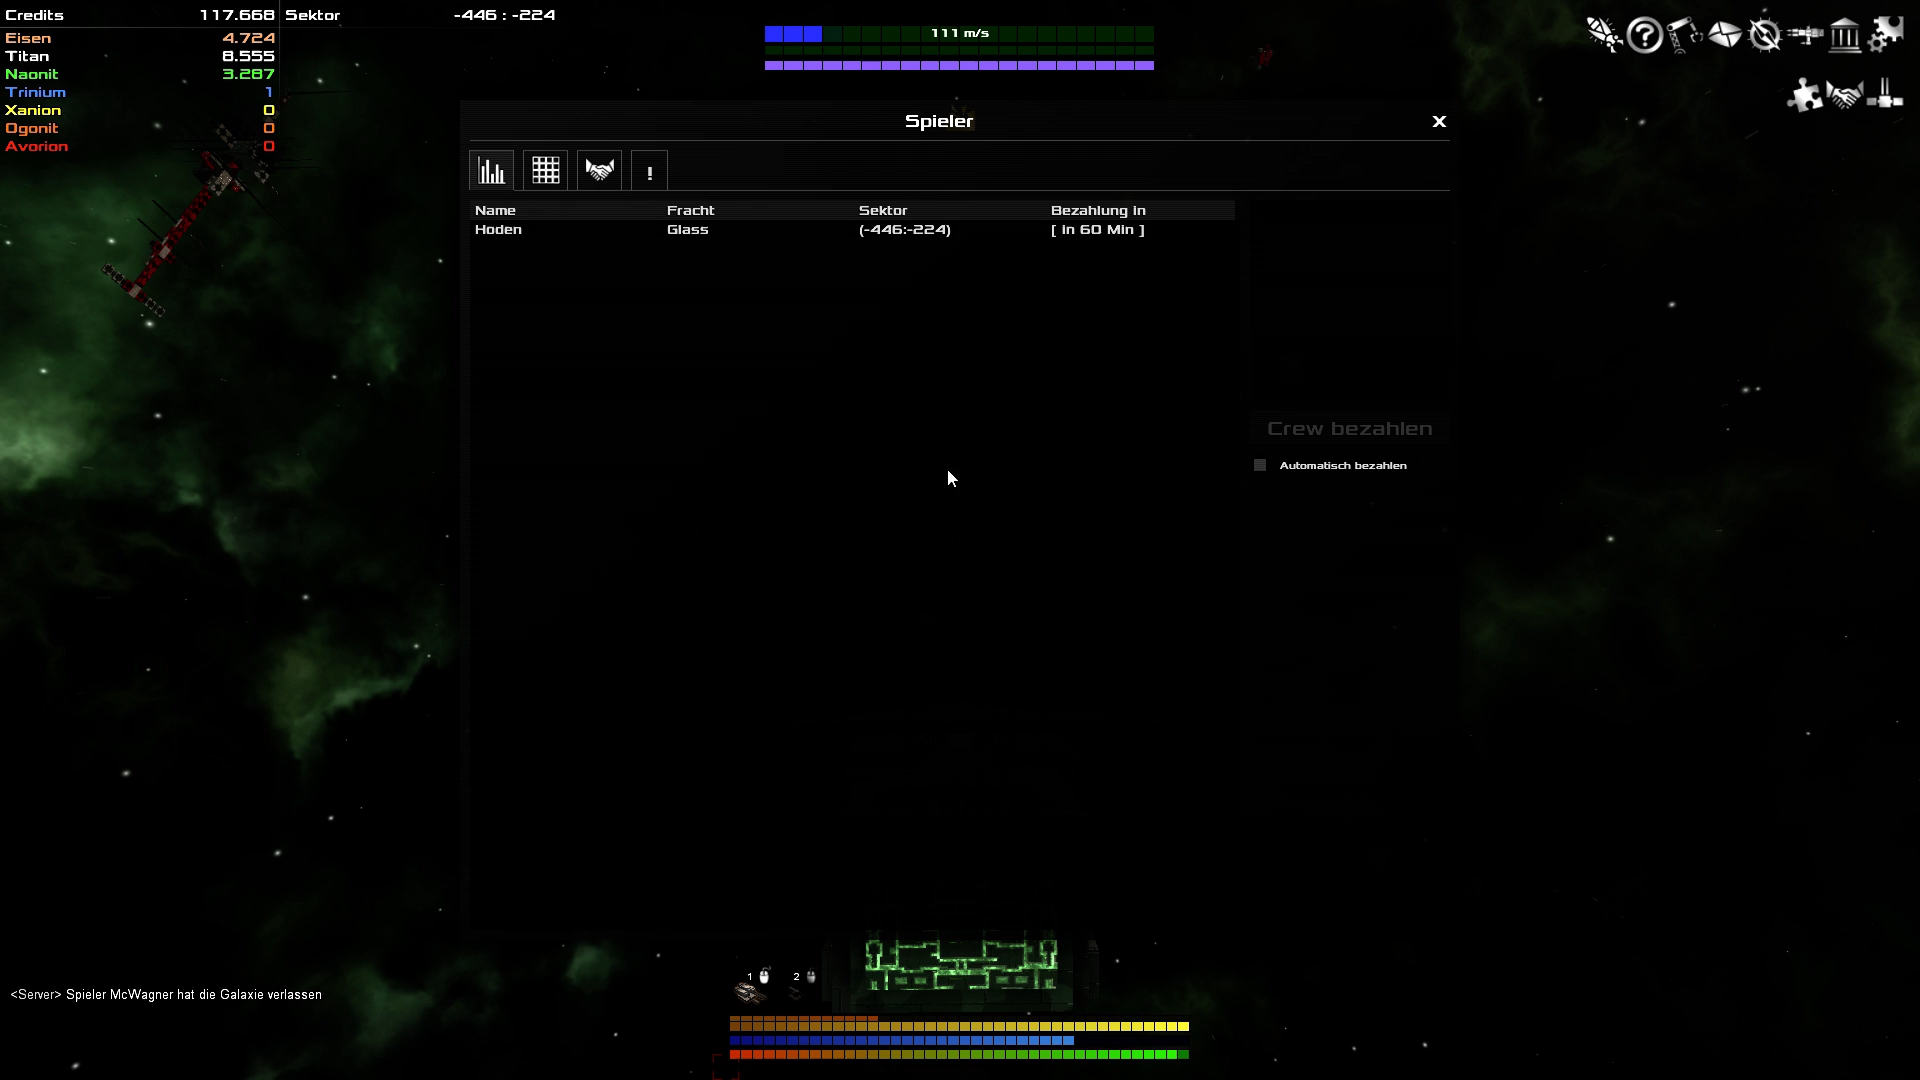 Credits 117.668 Sektor -446 : -224
Eisen 4.724
Titan 8.555
Naonit 3.287
Trinium 1
Xanion 0
Ogonit 0
Avorion 0
111 m/s
Spieler X
!
Name Fracht Sektor Bezahlung in
Hoden Glass (-446:-224) [ in 60 Min ]
Crew bezahlen
Automatisch bezahlen
1 2
<Server> Spieler McWagner hat die Galaxie verlassen